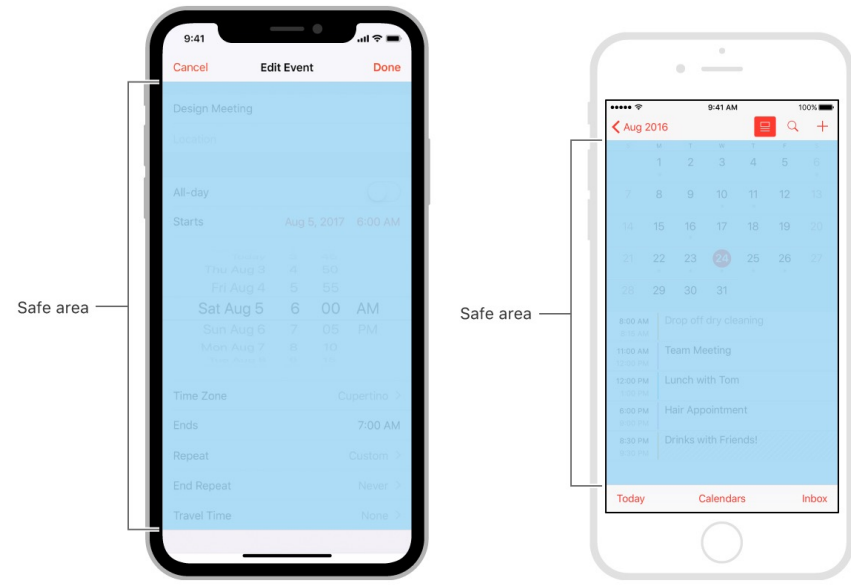 9:41
Cancel Edit Event Done
Design Meeting
Location
All-day
Starts Aug 5, 2017 6:00 AM
Thu Aug 3 4 50
Fri Aug 4 5 55
Sat Aug 5 6 00 AM
Sun Aug 6 7 05 PM
Mon Aug 7 8 10
Time Zone Cupertino >
Ends 7:00 AM
Repeat Custom >
End Repeat Never >
Travel Time None >
Safe area
9:41 AM 100%
< Aug 2016
1 2 3 4 5 6
7 8 9 10 11 12 13
14 15 16 17 18 19 20
21 22 23 24 25 26 27
28 29 30 31
8:00 AM Drop off dry cleaning
11:00 AM Team Meeting
12:00 PM
12:00 PM Lunch with Tom
6:00 PM Hair Appointment
8:30 PM Drinks with Friends!
Today Calendars Inbox
Safe area